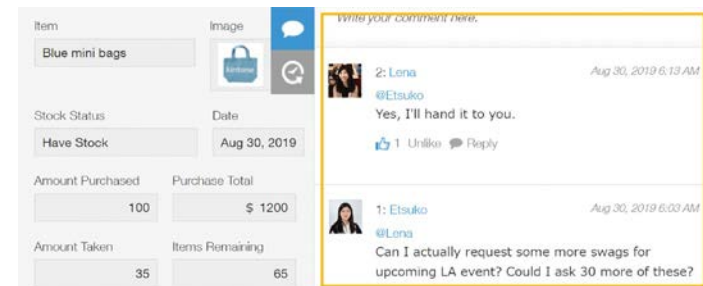 Item
Image
Blue mini bags
Stock Status
Date
Have Stock
Aug 30, 2019
Amount Purchased
Purchase Total
100
$ 1200
Amount Taken
Items Remaining
35
65
Write your comment here.
2: Lena
Aug 30, 2019 6:13 AM
@Etsuko
Yes, I'll hand it to you.
1 Unlike Reply
1: Etsuko
Aug 30, 2019 6:03 AM
@Lena
Can I actually request some more swags for
upcoming LA event? Could I ask 30 more of these?